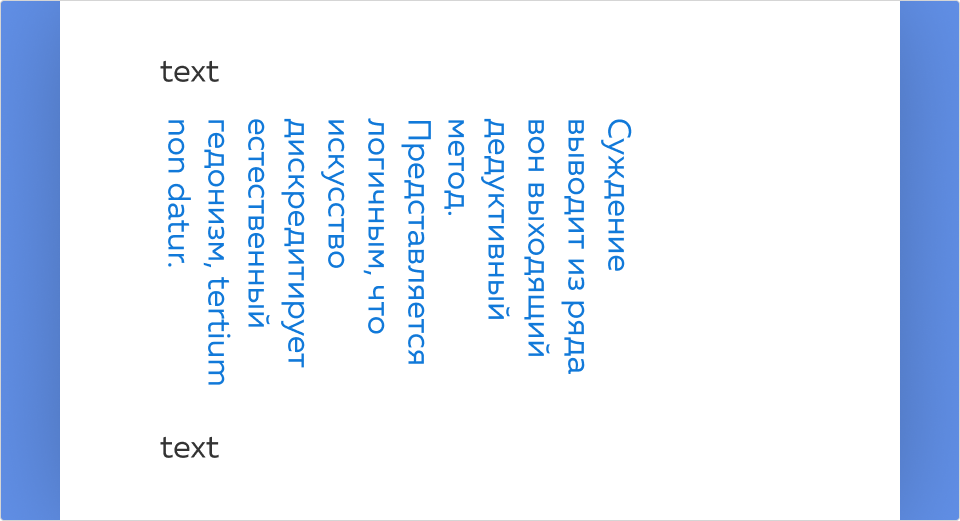 text
Суждение
выводит из ряда
вон выходящий
дедуктивный
метод.
Представляется
логичным, что
искусство
дискредитирует
естественный
гедонизм, tertium
non datur.
text